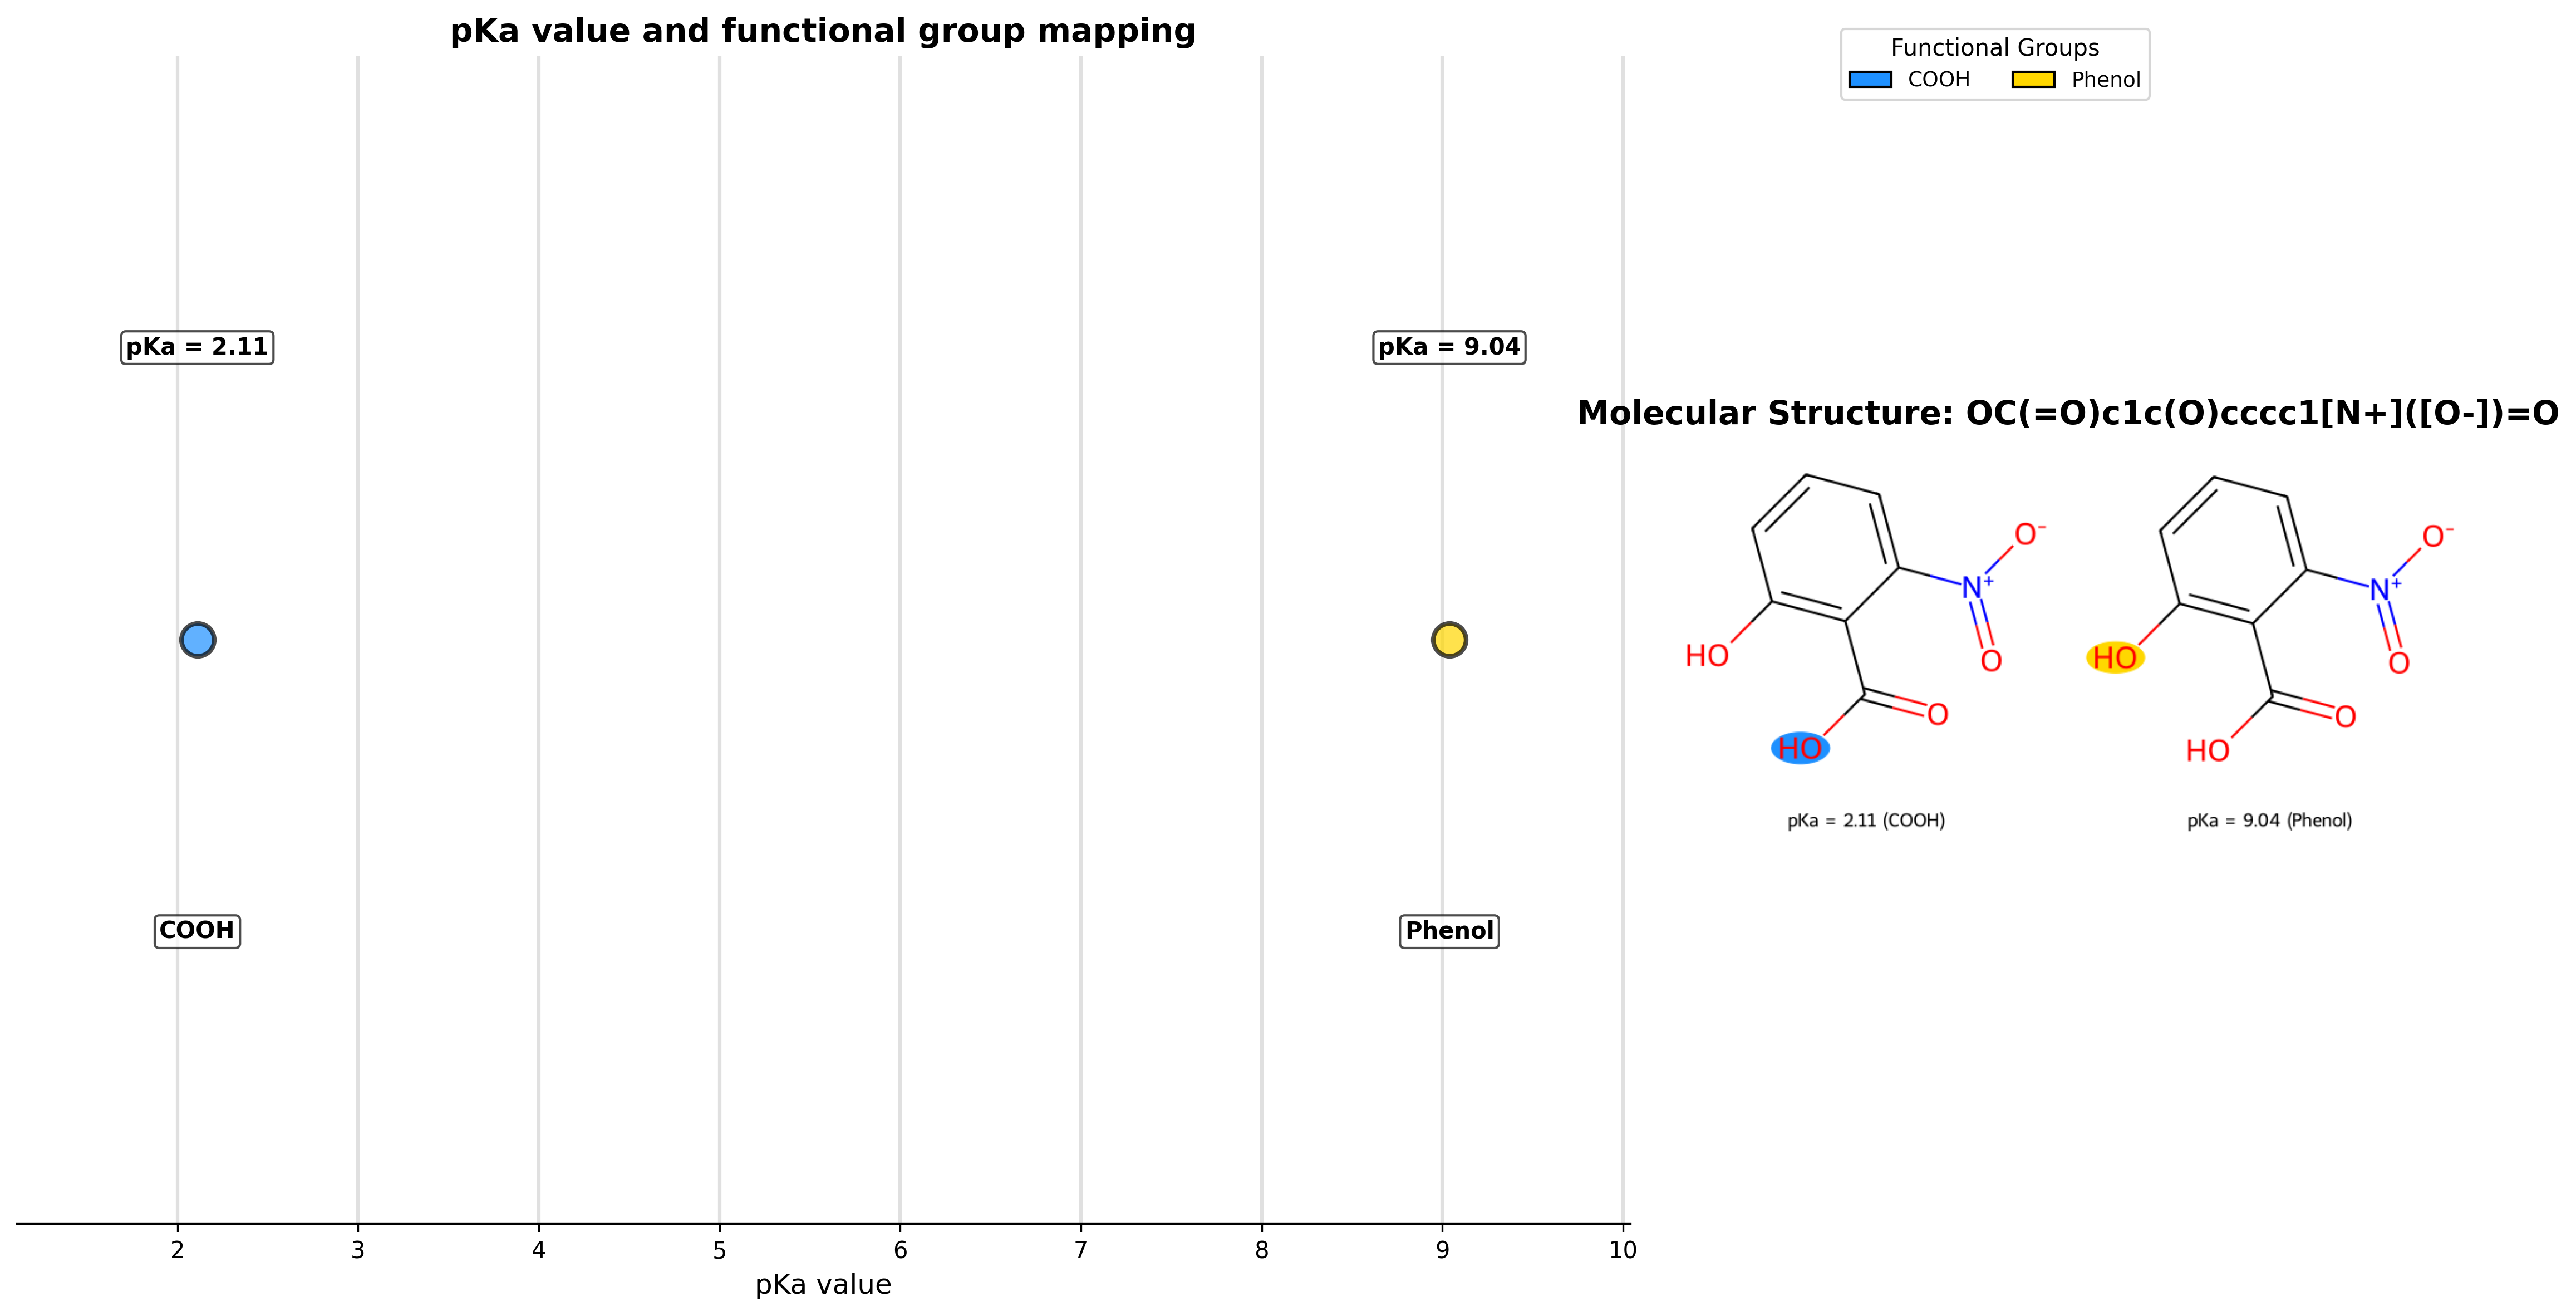 pKa value and functional group mapping
Functional Groups
COOH Phenol
pKa = 2.11 pKa = 9.04
Molecular Structure: OC(=O)c1c(O)cccc1[N+]([O-])=O
O⁻ O⁻
N⁺ N⁺
HO O HO O
O O
HO HO
pKa = 2.11 (COOH) pKa = 9.04 (Phenol)
COOH Phenol
2 3 4 5 6 7 8 9 10
pKa value